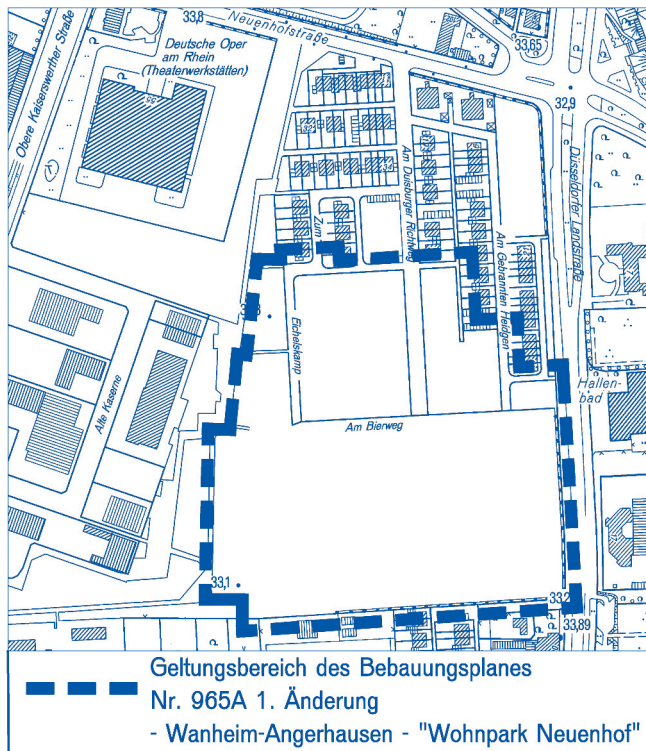 33,8
Neuenhofstraße
33,65
Deutsche Oper
am Rhein
(Theaterwerkstätten)
32,9
Obere Kaiserswerther Straße
Düsseldorfer Landstraße
Am Duisburger Richtweg
Zum
Am Gebrannten Heidgen
Eichelskamp
Alte Kaserne
Hallen-
bad
Am Bierweg
33,1
33,2
33,89
Geltungsbereich des Bebauungsplanes
Nr. 965A 1. Änderung
- Wanheim-Angerhausen - "Wohnpark Neuenhof"